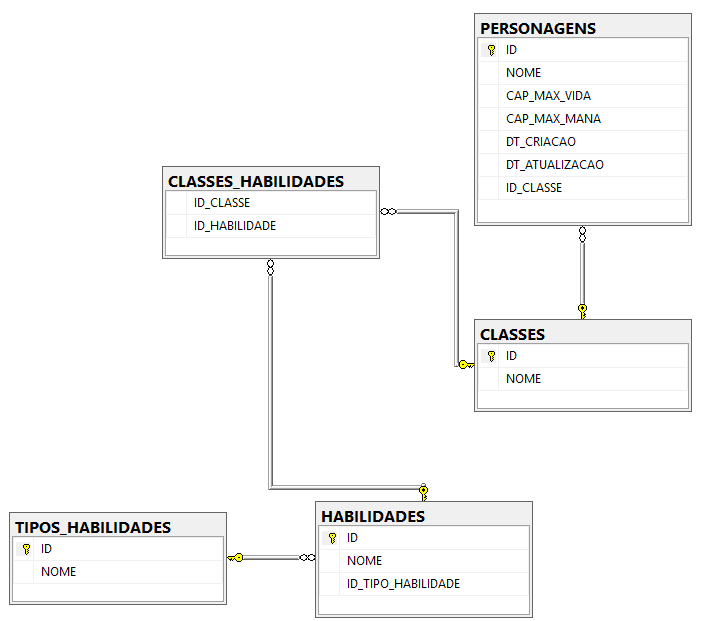 PERSONAGENS
ID
NOME
CAP_MAX_VIDA
CAP_MAX_MANA
DT_CRIACAO
DT_ATUALIZACAO
ID_CLASSE
CLASSES_HABILIDADES
ID_CLASSE
ID_HABILIDADE
CLASSES
ID
NOME
TIPOS_HABILIDADES
ID
NOME
HABILIDADES
ID
NOME
ID_TIPO_HABILIDADE